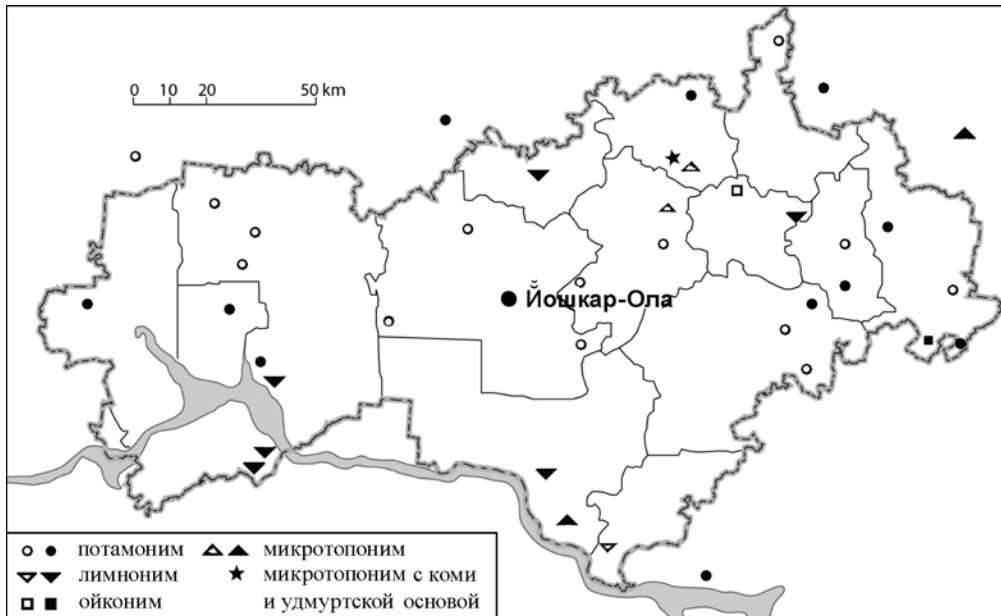 0 10 20 50 km
Йошкар-Ола
потамоним
лимноним
ойконим
микротопоним
микротопоним с коми
и удмуртской основой